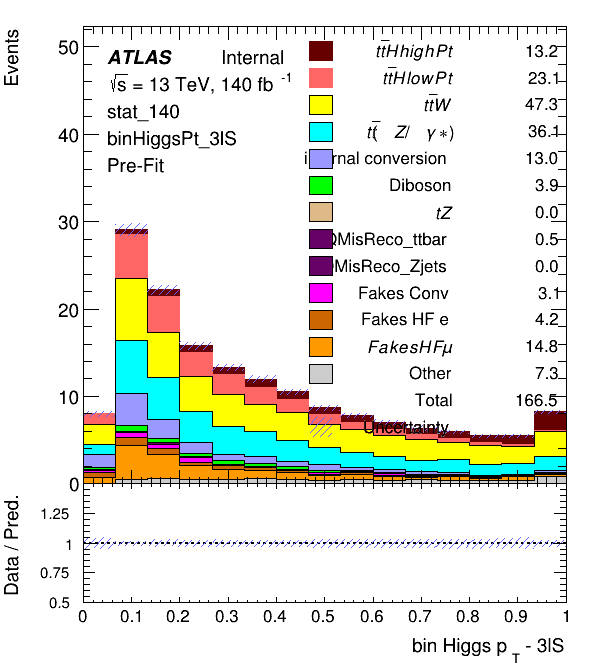 Events
50
40
30
20
10
0
ATLAS Internal
√s = 13 TeV, 140 fb -1
stat_140
binHiggsPt_3lS
Pre-Fit
tt̄HhighPt 13.2
tt̄HlowPt 23.1
tt̄W 47.3
tt̄( Z/ γ*) 36.1
internal conversion 13.0
Diboson 3.9
tZ 0.0
QMisReco_ttbar 0.5
QMisReco_Zjets 0.0
Fakes Conv 3.1
Fakes HF e 4.2
FakesHFμ 14.8
Other 7.3
Total 166.5
Uncertainty
Data / Pred.
1.25
1
0.75
0.5
0 0.1 0.2 0.3 0.4 0.5 0.6 0.7 0.8 0.9 1
bin Higgs p T - 3lS